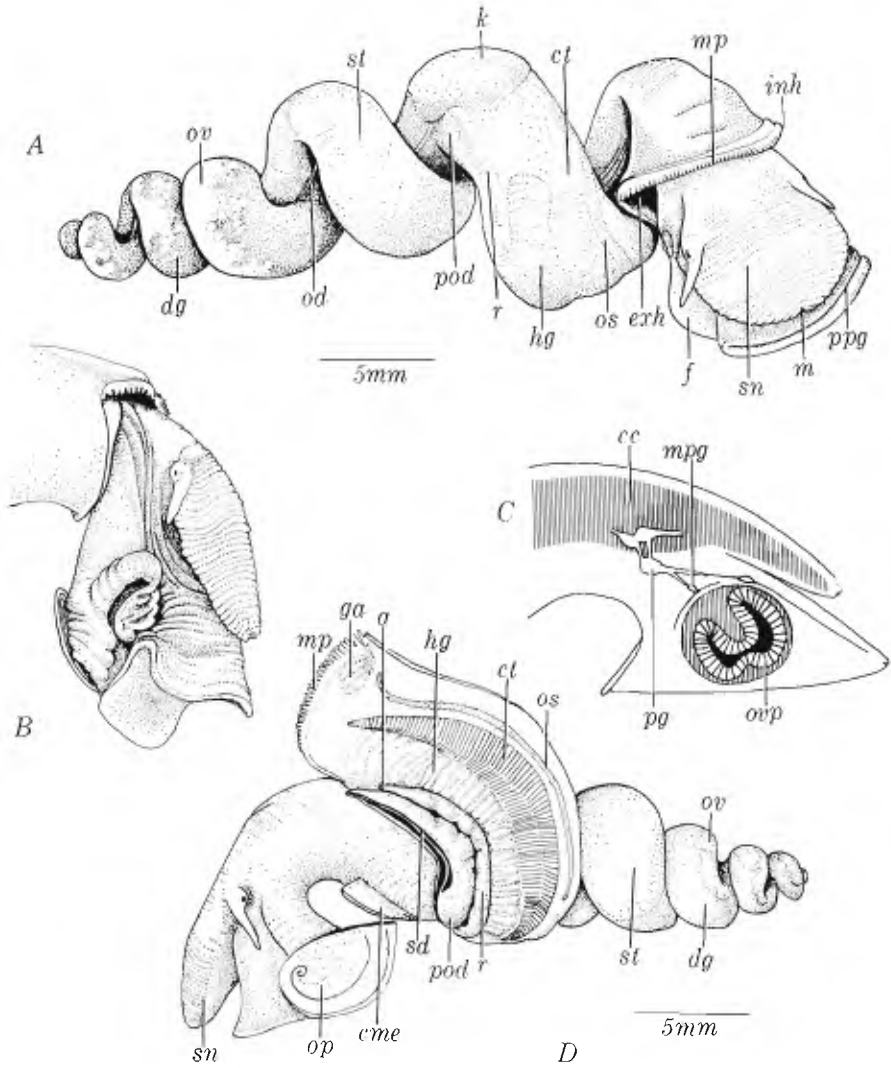 k
st
ct
mp
inh
ov
A
dg
od
pod
r
hg
os
exh
f
sn
m
ppg
5mm
B
C
cc
mpg
pg
ovp
mp
ga
a
hg
ct
os
ov
st
dg
sd
pod
r
sn
op
cme
5mm
D